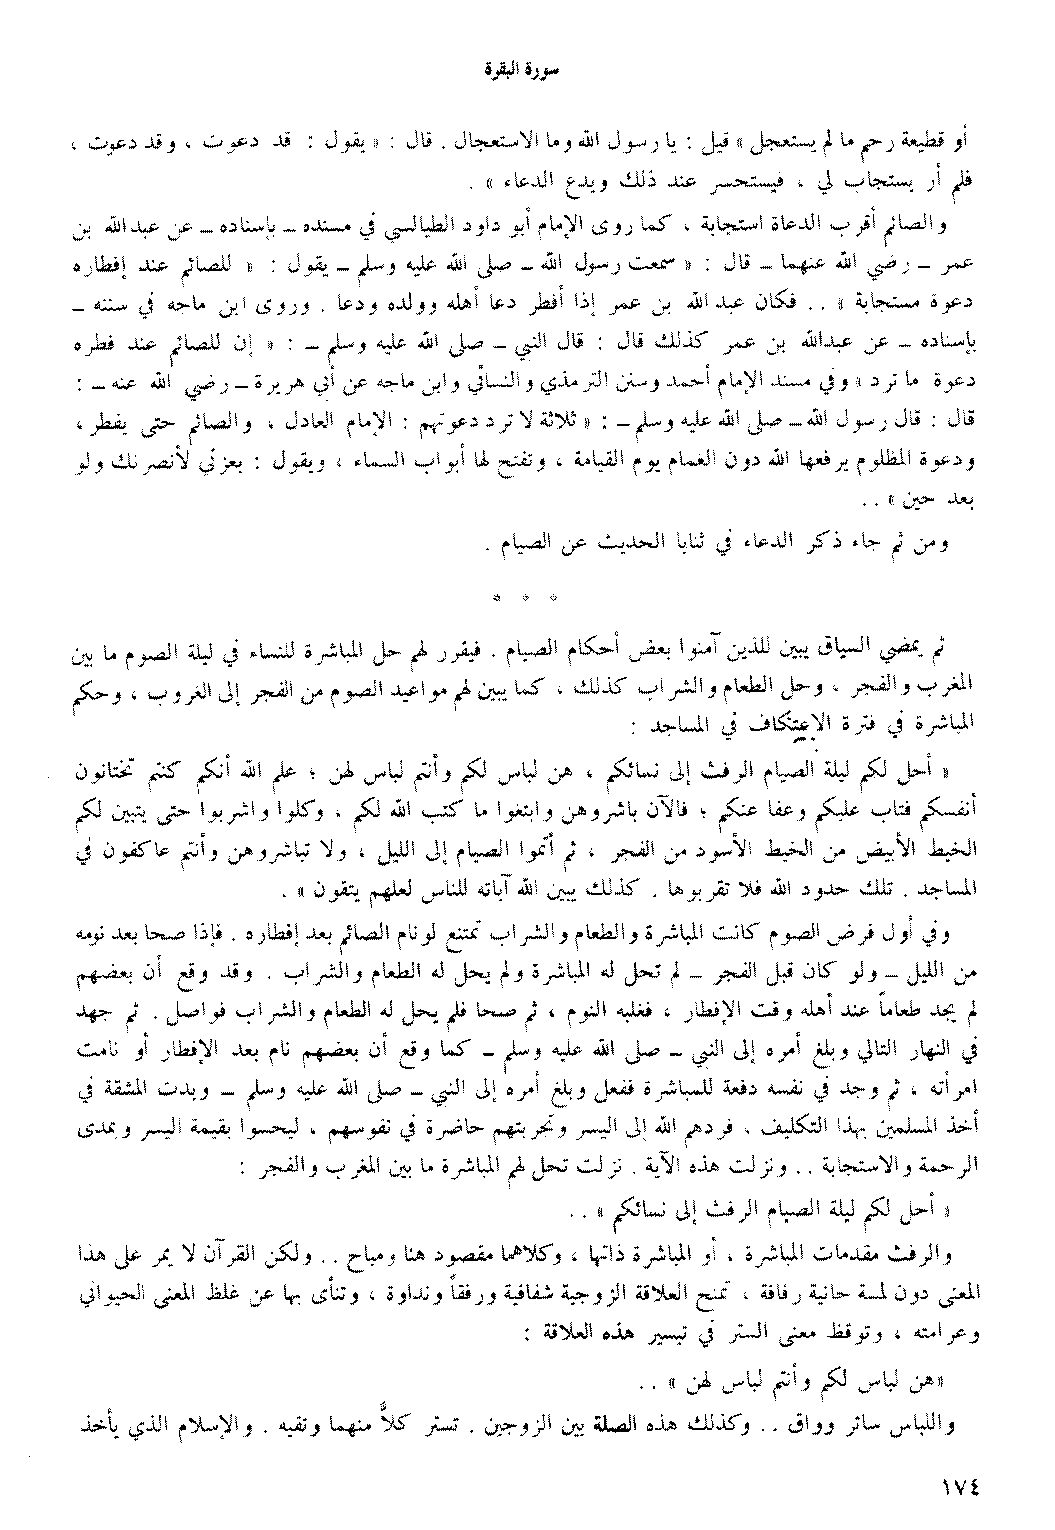 سورة البقرة
أو قطيعة رحم ما لم يستعجل » قيل : يا رسول الله وما الاستعجال . قال : « يقول : قد دعوت ، وقد دعوت ،
فلم أر يستجاب لي ، فيستحسر عند ذلك ويدع الدعاء » .
والصائم أقرب الدعاة استجابة ، كما روى الإمام أبو داود الطيالسي في مسنده – بإسناده – عن عبد الله بن
عمر – رضي الله عنهما – قال : « سمعت رسول الله – صلى الله عليه وسلم – يقول : « للصائم عند إفطاره
دعوة مستجابة » . . فكان عبد الله بن عمر إذا أفطر دعا أهله وولده ودعا . وروى ابن ماجه في سننه –
بإسناده – عن عبدالله بن عمر كذلك قال : قال النبي – صلى الله عليه وسلم – : « إن للصائم عند فطره
دعوة ما ترد » وفي مسند الإمام أحمد وسنن الترمذي والنسائي وابن ماجه عن أبي هريرة – رضي الله عنه – :
قال : قال رسول الله – صلى الله عليه وسلم – : « ثلاثة لا ترد دعوتهم : الإمام العادل ، والصائم حتى يفطر ،
ودعوة المظلوم يرفعها الله دون الغمام يوم القيامة ، وتفتح لها أبواب السماء ، ويقول : بعزتي لأنصرنك ولو
بعد حين » . .
ومن ثم جاء ذكر الدعاء في ثنايا الحديث عن الصيام .
* * *
ثم يمضي السياق يبين للذين آمنوا بعض أحكام الصيام . فيقرر لهم حل المباشرة للنساء في ليلة الصوم ما بين
المغرب والفجر ، وحل الطعام والشراب كذلك ، كما يبين لهم مواعيد الصوم من الفجر إلى الغروب ، وحكم
المباشرة في فترة الاعتكاف في المساجد :
« أحل لكم ليلة الصيام الرفث إلى نسائكم ، هن لباس لكم وأنتم لباس لهن ؛ علم الله أنكم كنتم تختانون
أنفسكم فتاب عليكم وعفا عنكم ؛ فالآن باشروهن وابتغوا ما كتب الله لكم ، وكلوا واشربوا حتى يتبين لكم
الخيط الأبيض من الخيط الأسود من الفجر ، ثم أتموا الصيام إلى الليل ، ولا تباشروهن وأنتم عاكفون في
المساجد . تلك حدود الله فلا تقربوها . كذلك يبين الله آياته للناس لعلهم يتقون » .
وفي أول فرض الصوم كانت المباشرة والطعام والشراب تمتنع لو نام الصائم بعد إفطاره . فإذا صحا بعد نومه
من الليل – ولو كان قبل الفجر – لم تحل له المباشرة ولم يحل له الطعام والشراب . وقد وقع أن بعضهم
لم يجد طعاماً عند أهله وقت الإفطار ، فغلبه النوم ، ثم صحا فلم يحل له الطعام والشراب فواصل . ثم جهد
في النهار التالي وبلغ أمره إلى النبي – صلى الله عليه وسلم – كما وقع أن بعضهم نام بعد الإفطار أو نامت
امرأته ، ثم وجد في نفسه دفعة للمباشرة ففعل وبلغ أمره إلى النبي – صلى الله عليه وسلم – وبدت المشقة في
أخذ المسلمين بهذا التكليف ، فردهم الله إلى اليسر وتجربتهم حاضرة في نفوسهم ، ليحسوا بقيمة اليسر وبمدى
الرحمة والاستجابة . . ونزلت هذه الآية . نزلت تحل لهم المباشرة ما بين المغرب والفجر :
« أحل لكم ليلة الصيام الرفث إلى نسائكم » . .
والرفث مقدمات المباشرة ، أو المباشرة ذاتها ، وكلاهما مقصود هنا ومباح . . ولكن القرآن لا يمر على هذا
المعنى دون لمسة حانية رفافة ، تمنح العلاقة الزوجية شفافية ورفقاً ونداوة ، وتنأى بها عن غلظ المعنى الحيواني
وعرامته ، وتوقظ معنى الستر في تيسير هذه العلاقة :
«هن لباس لكم وأنتم لباس لهن » . .
واللباس ساتر وواق . . وكذلك هذه الصلة بين الزوجين . تستر كلاًّ منهما وتقيه . والإسلام الذي يأخذ
١٧٤